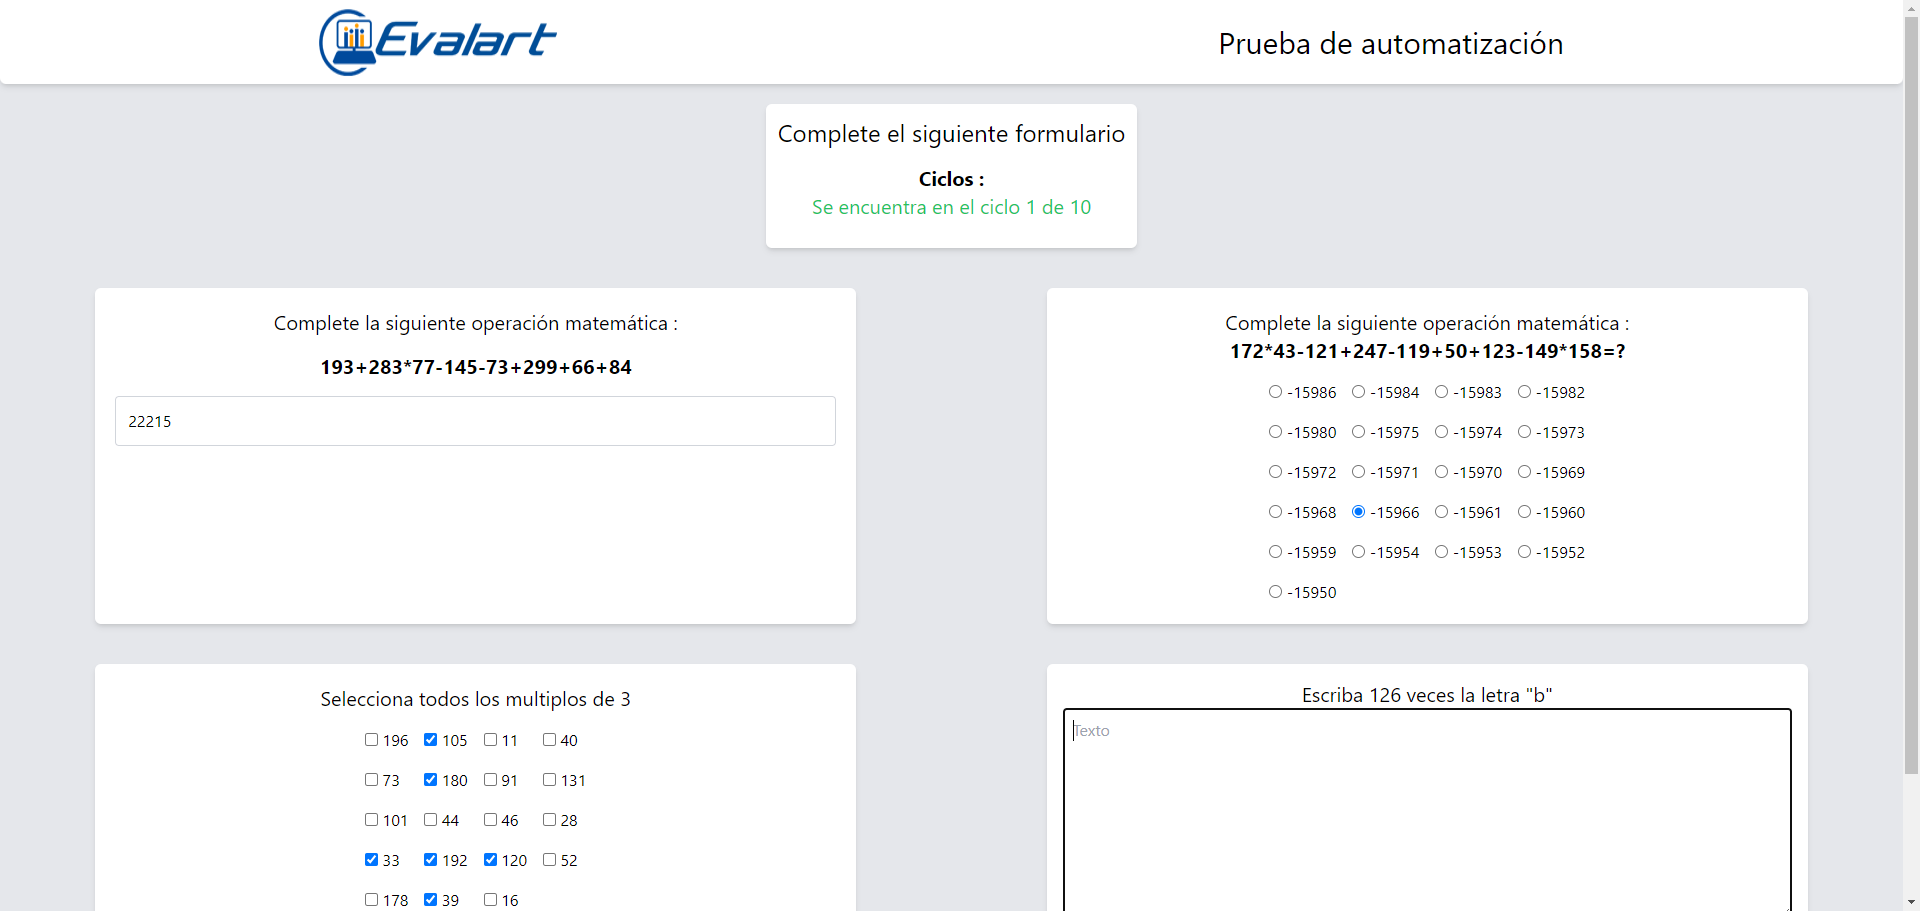 Evalart
Prueba de automatización
Complete el siguiente formulario
Ciclos :
Se encuentra en el ciclo 1 de 10
Complete la siguiente operación matemática :
193+283*77-145-73+299+66+84
22215
Complete la siguiente operación matemática :
172*43-121+247-119+50+123-149*158=?
-15986 -15984 -15983 -15982
-15980 -15975 -15974 -15973
-15972 -15971 -15970 -15969
-15968 -15966 -15961 -15960
-15959 -15954 -15953 -15952
-15950
Selecciona todos los multiplos de 3
196 105 11 40
73 180 91 131
101 44 46 28
33 192 120 52
178 39 16
Escriba 126 veces la letra "b"
Texto